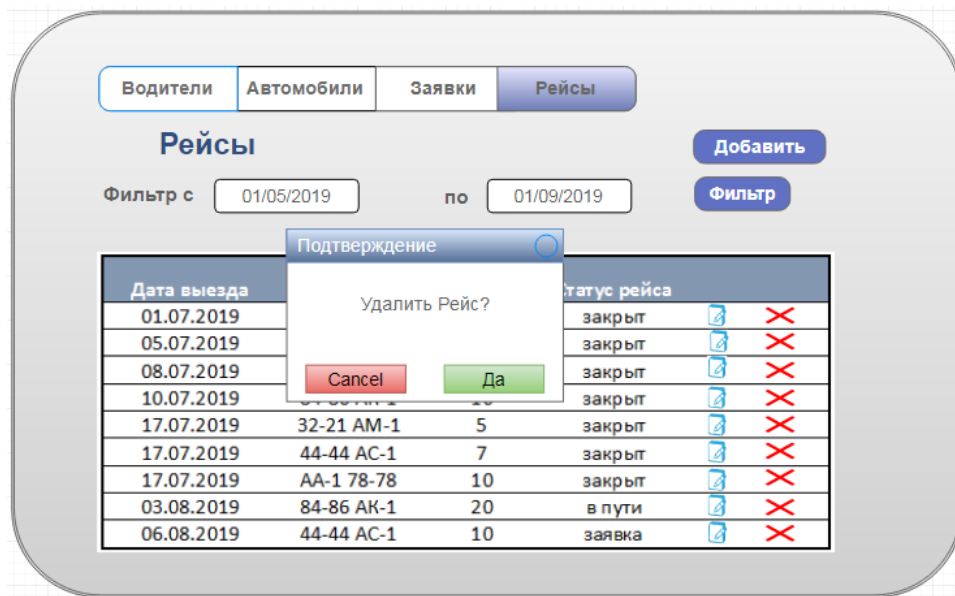 Водители Автомобили Заявки Рейсы
Рейсы Добавить
Фильтр с 01/05/2019 по 01/09/2019 Фильтр
Подтверждение
Удалить Рейс?
Cancel Да
Дата выезда рейса
01.07.2019 закрыт
05.07.2019 закрыт
08.07.2019 закрыт
10.07.2019 закрыт
17.07.2019 32-21 АМ-1 5 закрыт
17.07.2019 44-44 АС-1 7 закрыт
17.07.2019 АА-1 78-78 10 закрыт
03.08.2019 84-86 АК-1 20 в пути
06.08.2019 44-44 АС-1 10 заявка